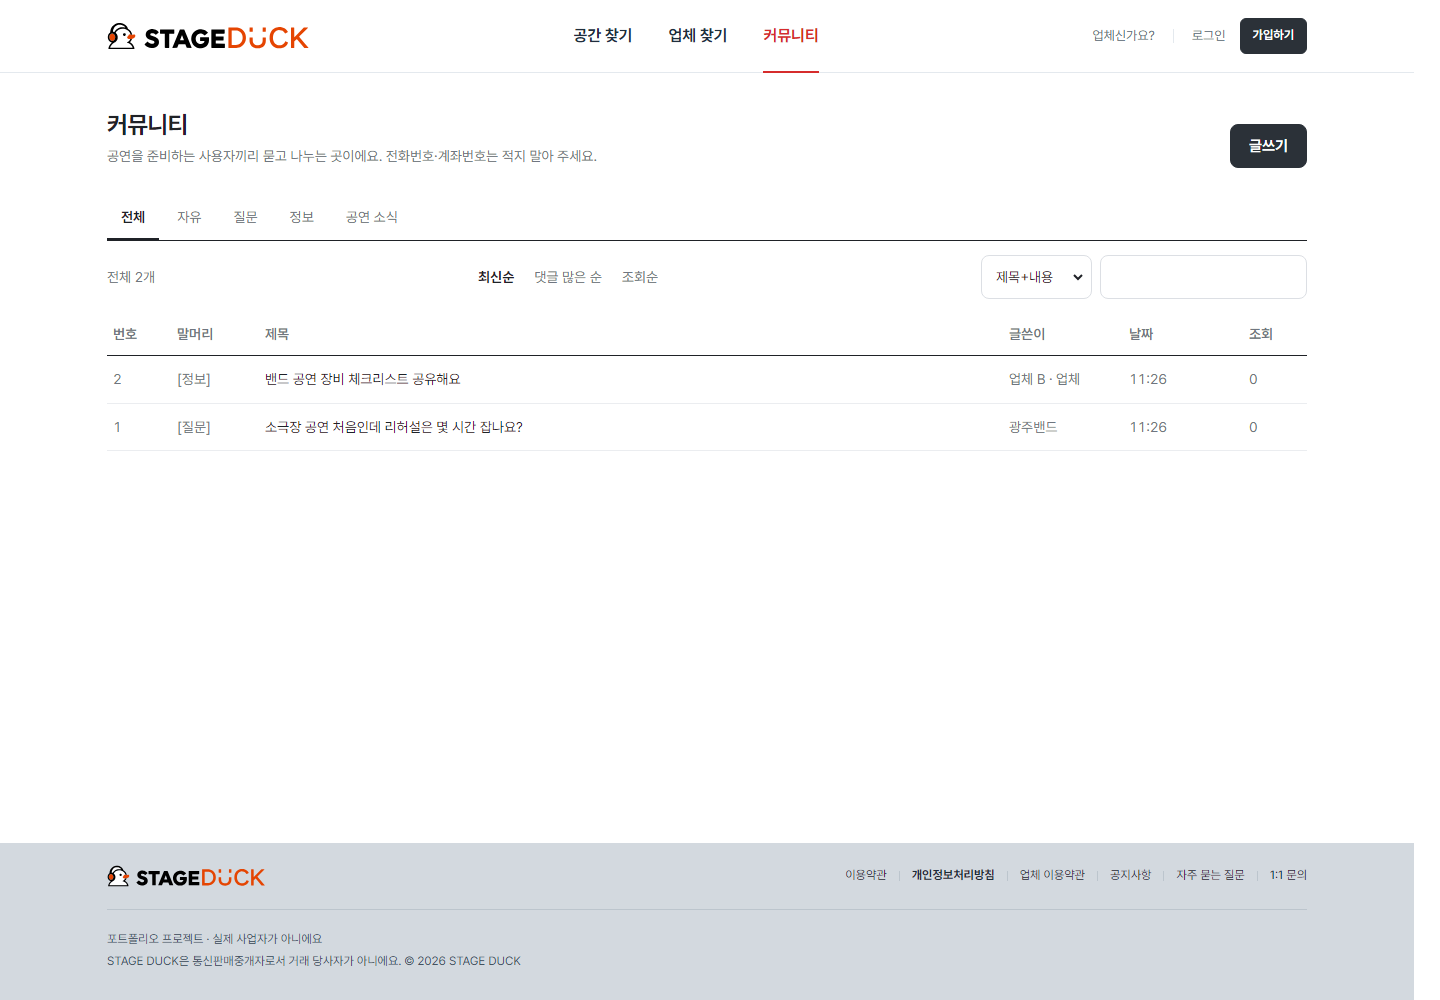 STAGEDUCK
공간 찾기 업체 찾기 커뮤니티 업체신가요? 로그인 가입하기
커뮤니티
공연을 준비하는 사용자끼리 묻고 나누는 곳이에요. 전화번호·계좌번호는 적지 말아 주세요.
글쓰기
전체 자유 질문 정보 공연 소식
전체 2개 최신순 댓글 많은 순 조회순 제목+내용
번호 말머리 제목 글쓴이 날짜 조회
2 [정보] 밴드 공연 장비 체크리스트 공유해요 업체 B · 업체 11:26 0
1 [질문] 소극장 공연 처음인데 리허설은 몇 시간 잡나요? 광주밴드 11:26 0
STAGEDUCK
이용약관 개인정보처리방침 업체 이용약관 공지사항 자주 묻는 질문 1:1 문의
포트폴리오 프로젝트 · 실제 사업자가 아니에요
STAGE DUCK은 통신판매중개자로서 거래 당사자가 아니에요. © 2026 STAGE DUCK